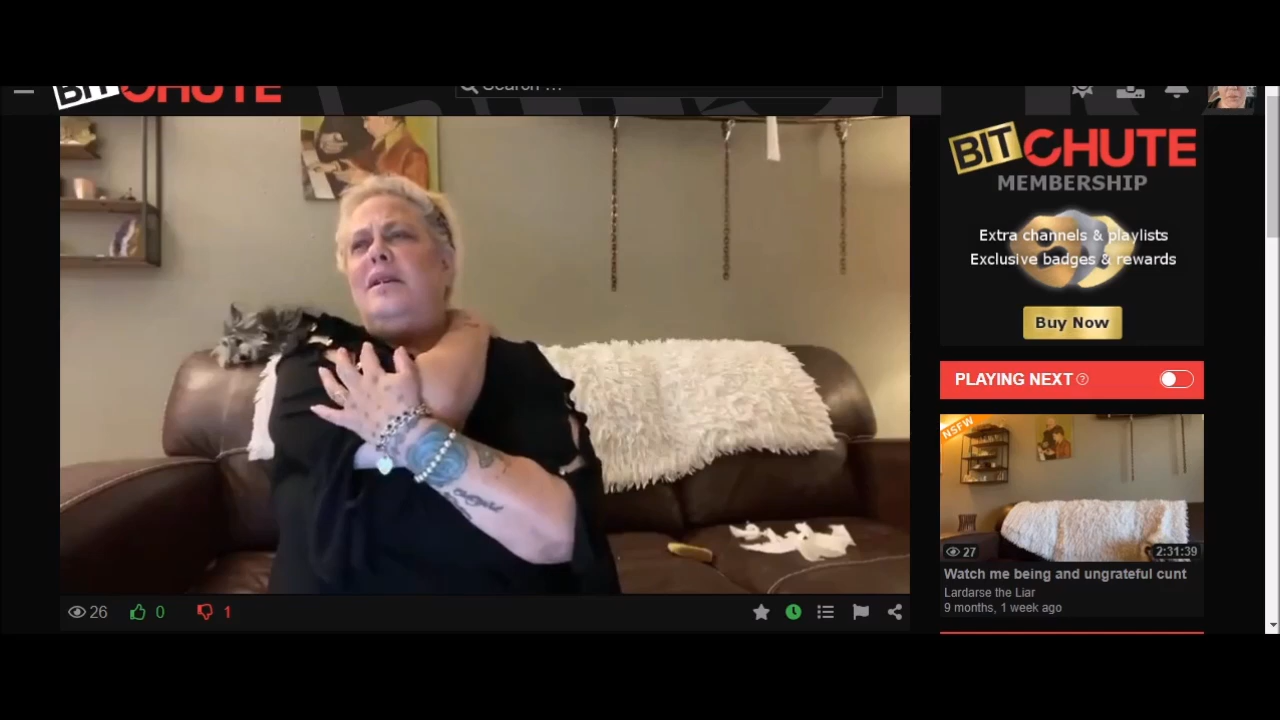 BITCHUTE
Search ...
BITCHUTE
MEMBERSHIP
Extra channels & playlists
Exclusive badges & rewards
Buy Now
PLAYING NEXT
NSFW
27
2:31:39
Watch me being and ungrateful cunt
Lardarse the Liar
9 months, 1 week ago
26
0
1